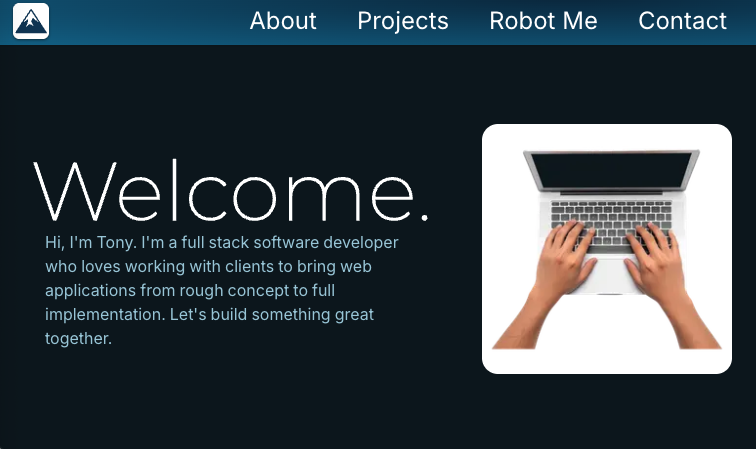 About Projects Robot Me Contact
Welcome.
Hi, I'm Tony. I'm a full stack software developer
who loves working with clients to bring web
applications from rough concept to full
implementation. Let's build something great
together.